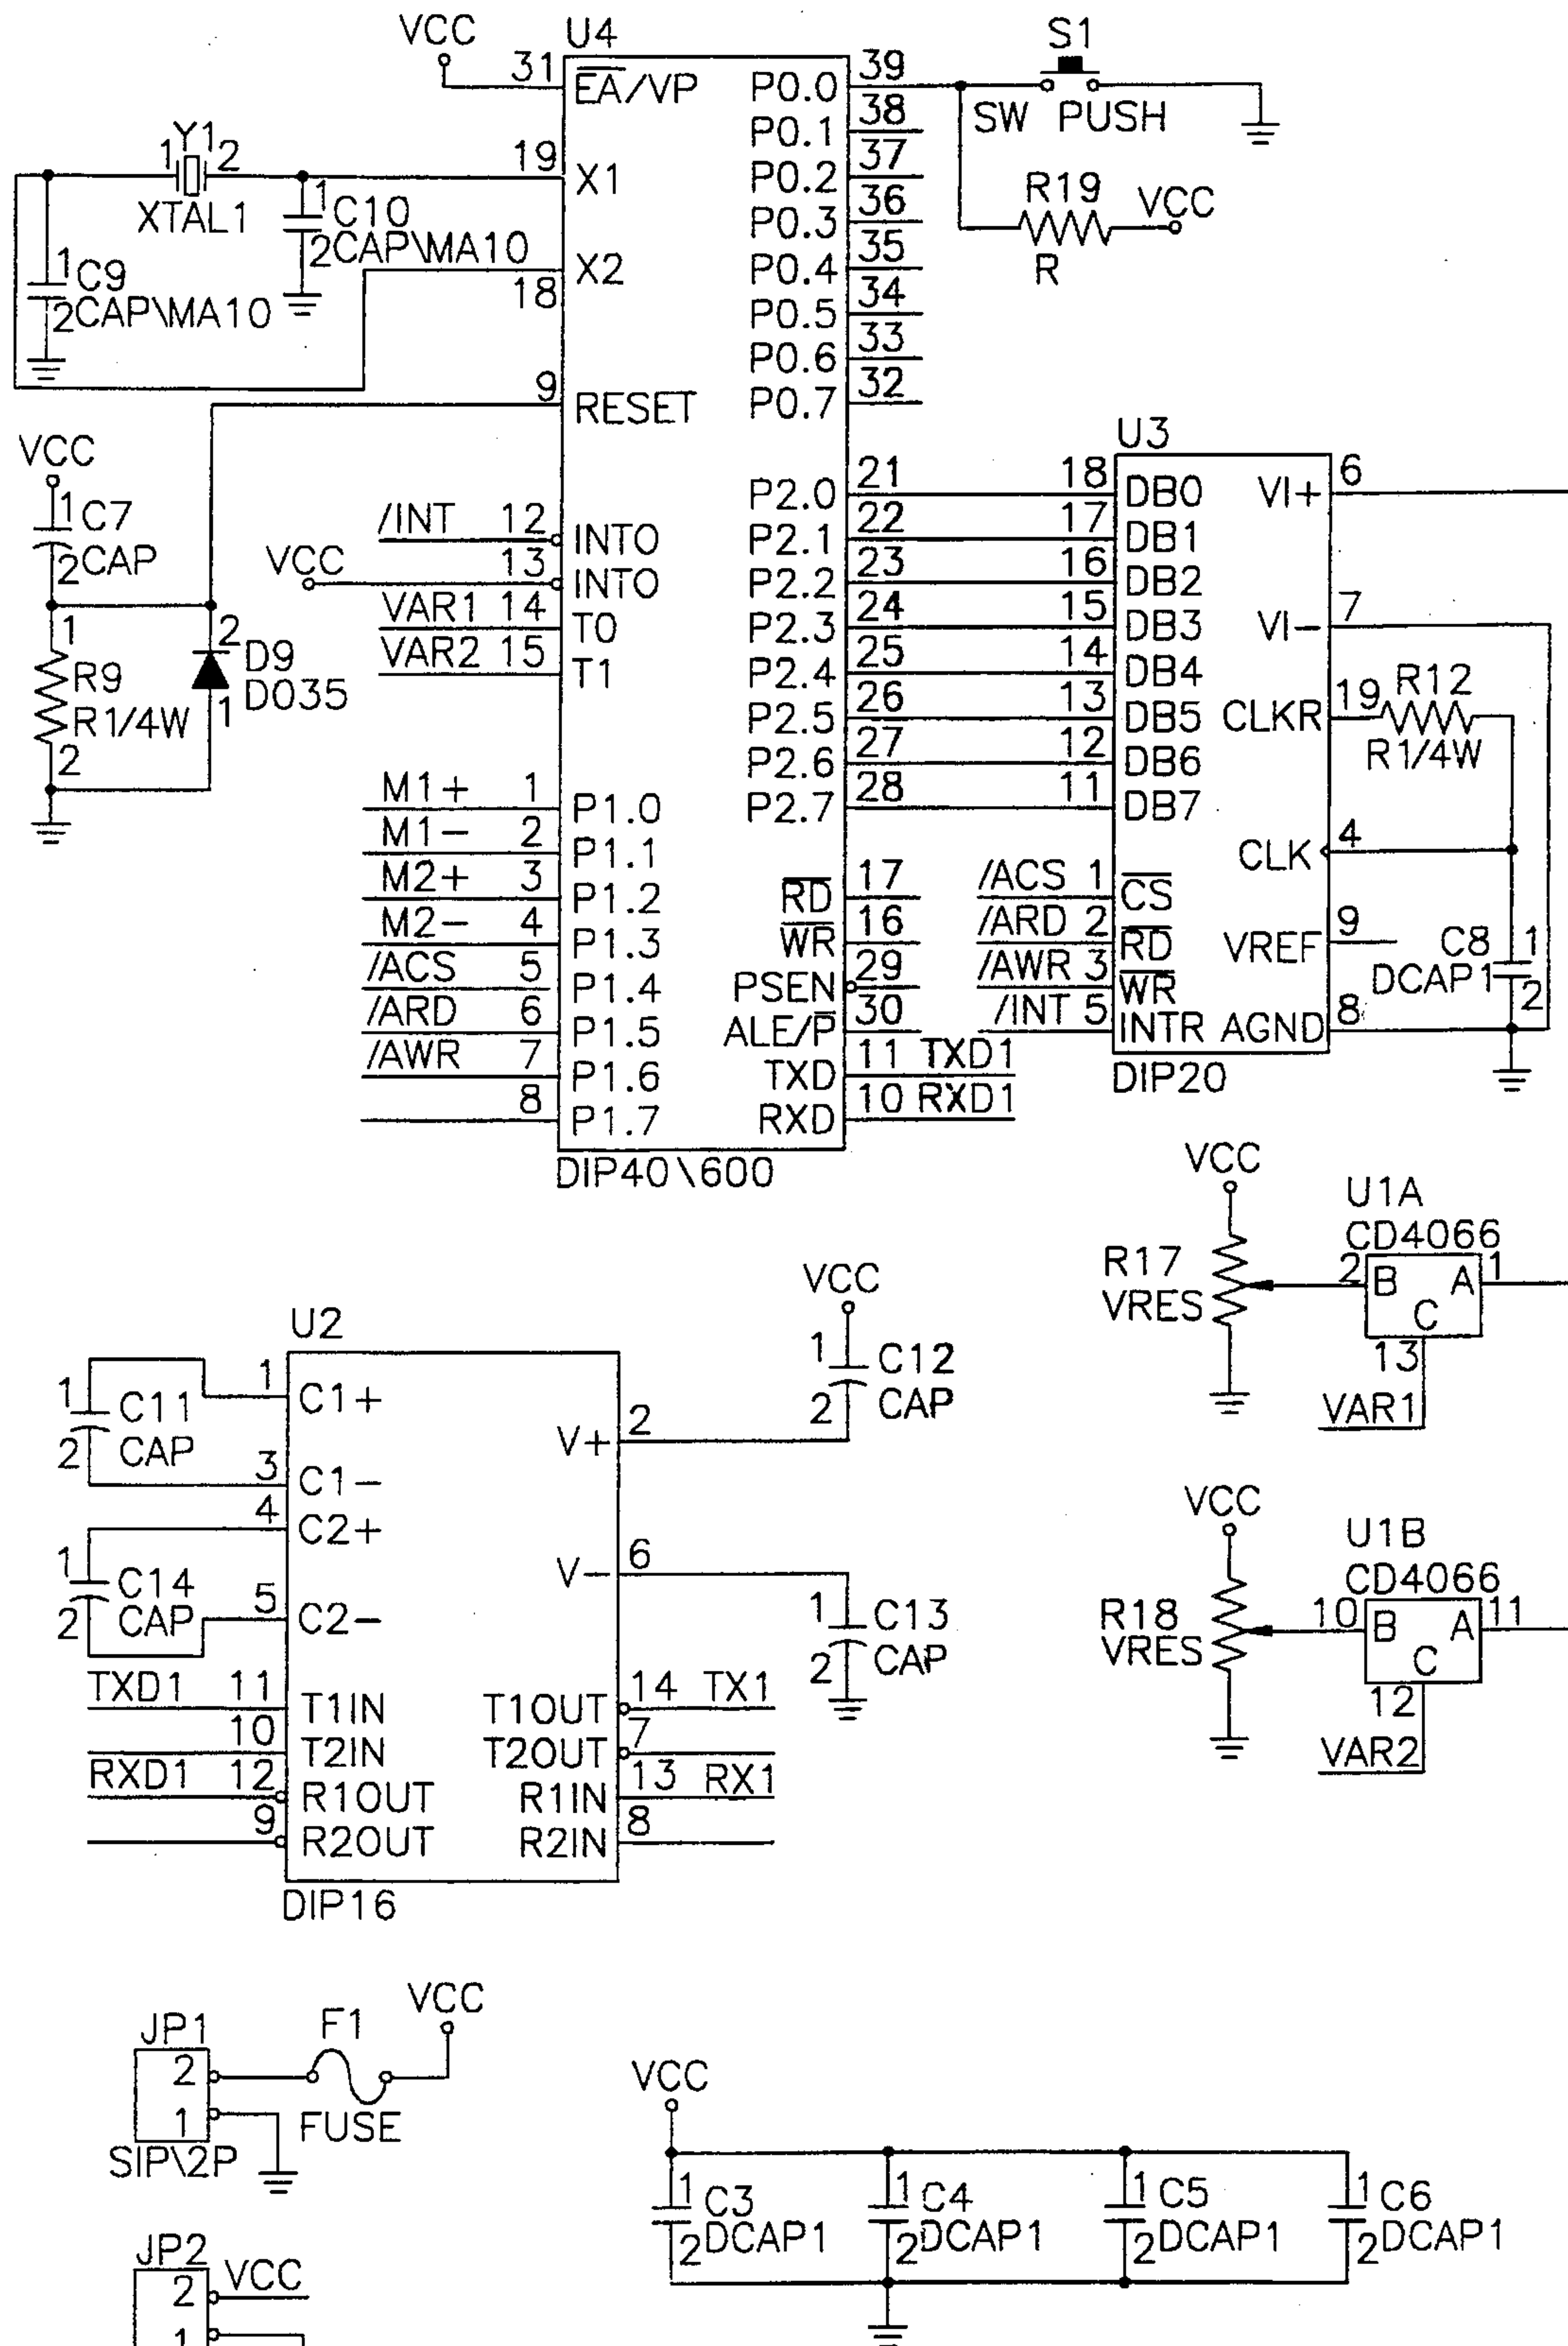 VCC
U4
31
EA/VP
P0.0
39
S1
SW PUSH
P0.1
38
P0.2
37
P0.3
36
P0.4
35
P0.5
34
P0.6
33
P0.7
32
R19
R
VCC
1
Y1
2
XTAL1
19
X1
1
C10
2CAP\MA10
X2
18
1
C9
2CAP\MA10
9
RESET
VCC
1
C7
2CAP
/INT
12
INTO
VCC
13
INTO
VAR1
14
T0
VAR2
15
T1
1
R9
R1/4W
2
2
D9
D035
1
M1+
1
P1.0
M1-
2
P1.1
M2+
3
P1.2
M2-
4
P1.3
/ACS
5
P1.4
/ARD
6
P1.5
/AWR
7
P1.6
8
P1.7
P2.0
21
P2.1
22
P2.2
23
P2.3
24
P2.4
25
P2.5
26
P2.6
27
P2.7
28
RD
17
WR
16
PSEN
29
ALE/P
30
TXD
11
TXD1
RXD
10
RXD1
DIP40\600
U3
18
DB0
17
DB1
16
DB2
15
DB3
14
DB4
13
DB5
12
DB6
11
DB7
/ACS
1
CS
/ARD
2
RD
/AWR
3
WR
/INT
5
INTR
VI+
6
VI-
7
CLKR
19
R12
R1/4W
CLK
4
VREF
9
C8
DCAP1
1
2
AGND
8
DIP20
VCC
R17
VRES
U1A
CD4066
2
B
A
1
C
13
VAR1
VCC
R18
VRES
U1B
CD4066
10
B
A
11
C
12
VAR2
U2
1
C11
CAP
2
1
C1+
3
C1-
4
C2+
1
C14
CAP
2
5
C2-
TXD1
11
T1IN
10
T2IN
RXD1
12
R1OUT
9
R2OUT
VCC
1
C12
CAP
2
V+
2
V-
6
1
C13
CAP
2
T1OUT
14
TX1
T2OUT
7
R1IN
13
RX1
R2IN
8
DIP16
JP1
2
1
SIP\2P
F1
FUSE
VCC
JP2
2
VCC
1
VCC
1
C3
2DCAP1
1
C4
2DCAP1
1
C5
2DCAP1
1
C6
2DCAP1